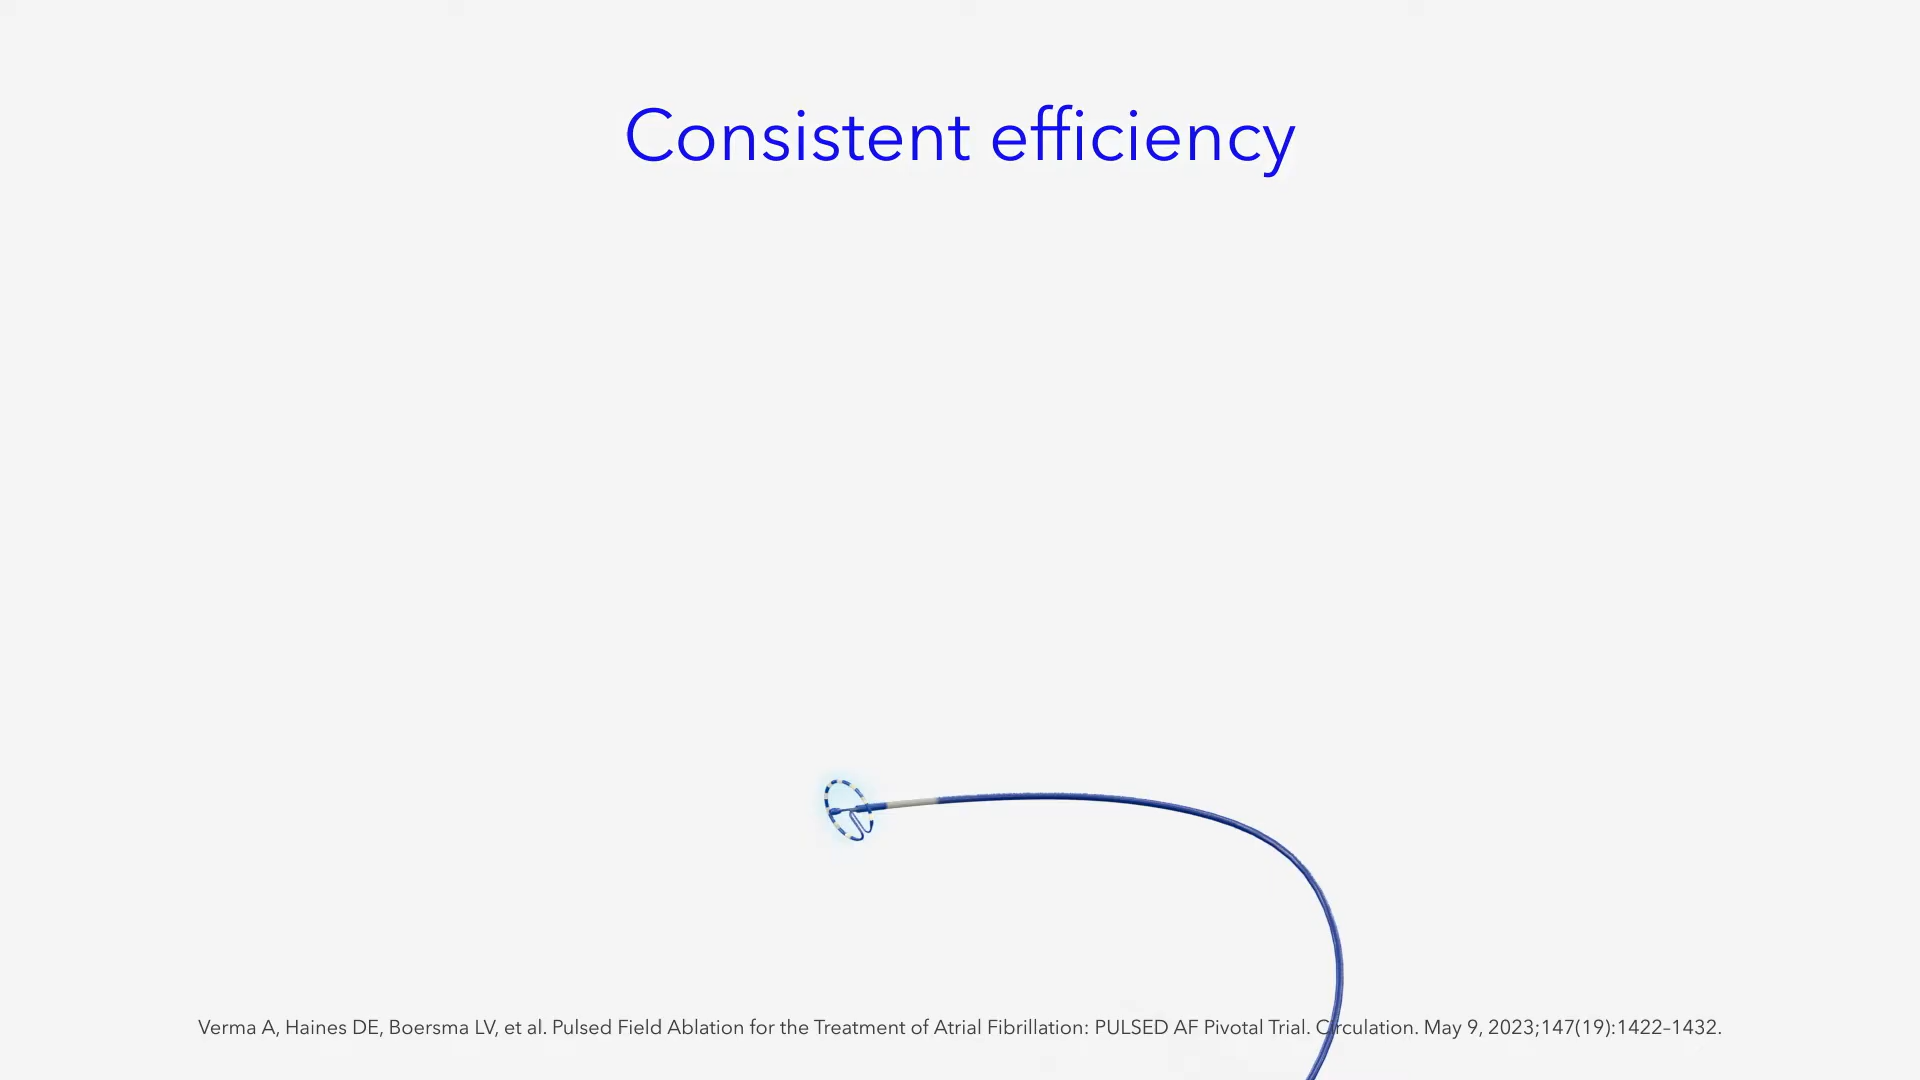 Consistent efficiency
Verma A, Haines DE, Boersma LV, et al. Pulsed Field Ablation for the Treatment of Atrial Fibrillation: PULSED AF Pivotal Trial. Circulation. May 9, 2023;147(19):1422–1432.